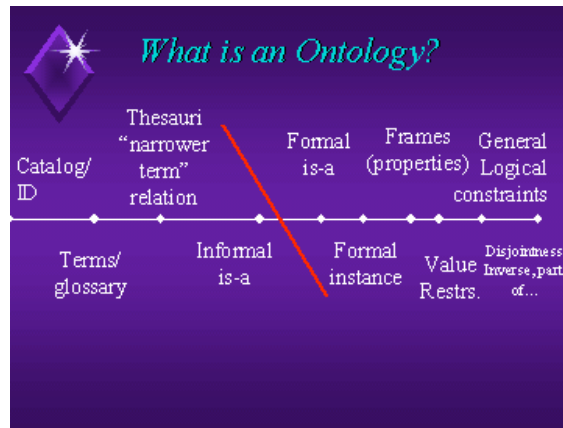 What is an Ontology?
Thesauri
“narrower
term”
relation
Formal
is-a
Frames
(properties)
General
Logical
constraints
Catalog/
ID
Terms/
glossary
Informal
is-a
Formal
instance
Value
Restrs.
Disjointness
Inverse,part
of…